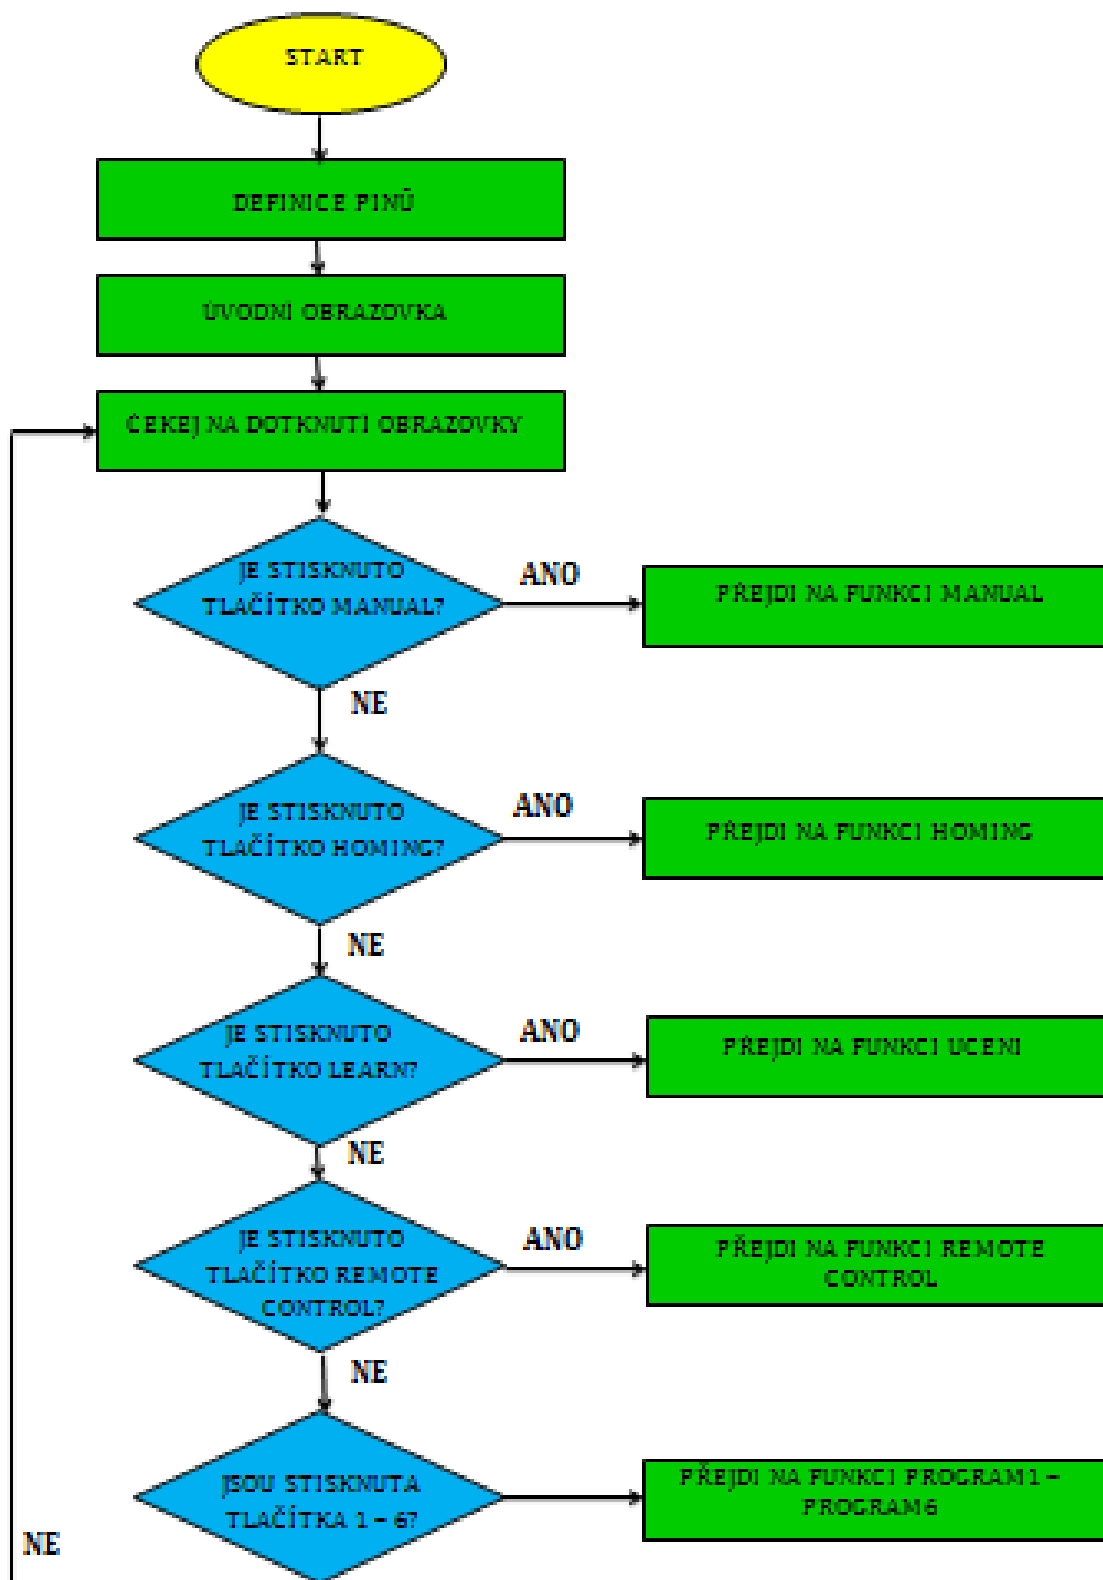 START
DEFINICE PINŮ
ÚVODNÍ OBRAZOVKA
ČEKEJ NA DOTKNUTÍ OBRAZOVKY
JE STISKNUTO
TLAČÍTKO MANUAL?
ANO
PŘEJDI NA FUNKCI MANUAL
NE
JE STISKNUTO
TLAČÍTKO HOMING?
ANO
PŘEJDI NA FUNKCI HOMING
NE
JE STISKNUTO
TLAČÍTKO LEARN?
ANO
PŘEJDI NA FUNKCI UCENI
NE
JE STISKNUTO
TLAČÍTKO REMOTE
CONTROL?
ANO
PŘEJDI NA FUNKCI REMOTE
CONTROL
NE
JSOU STISKNUTA
TLAČÍTKA 1 – 6?
PŘEJDI NA FUNKCI PROGRAM1 –
PROGRAM6
NE